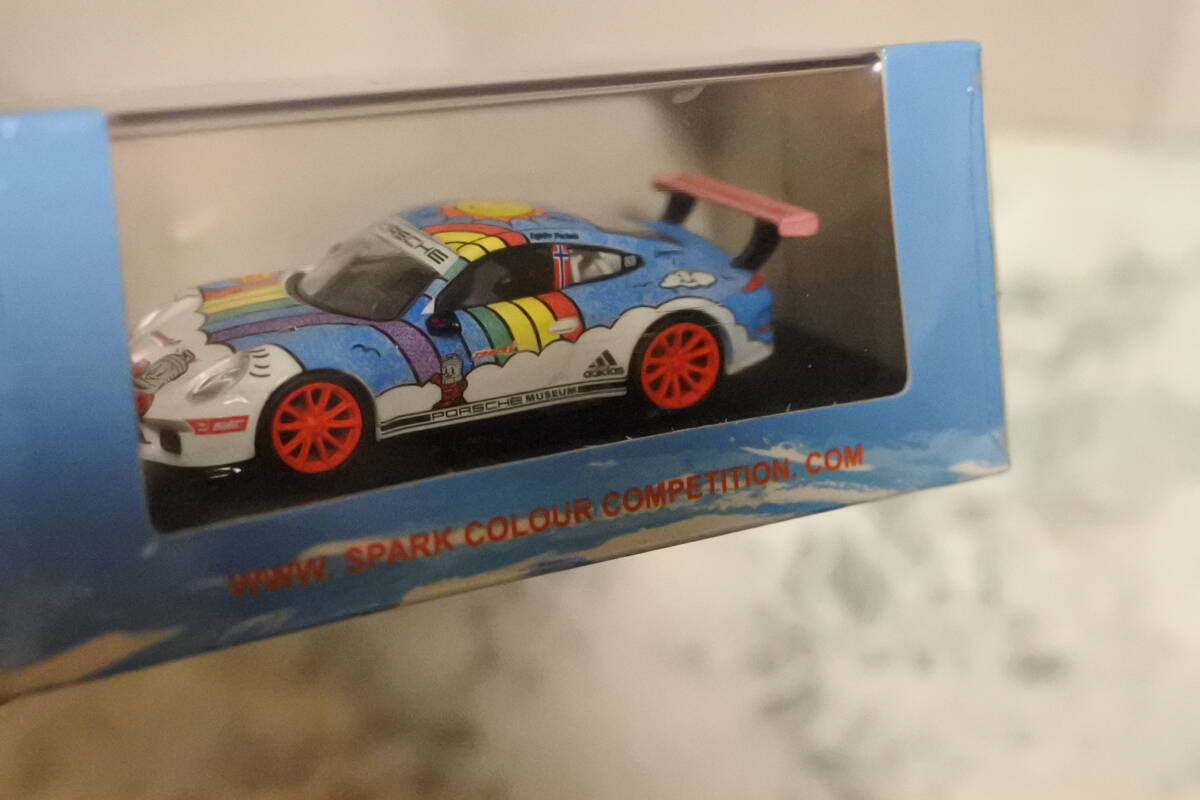 PORSCHE
PORSCHE MUSEUM
adidas
WWW. SPARK COLOUR COMPETITION. COM